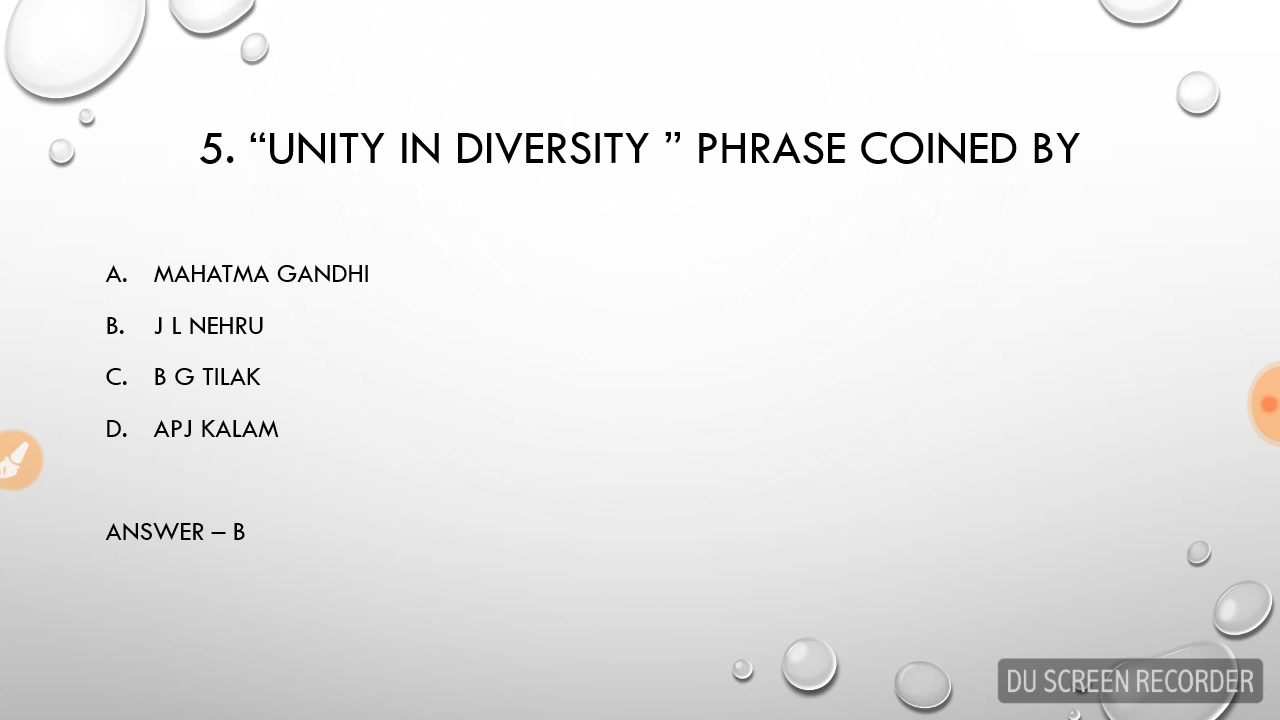 5. “UNITY IN DIVERSITY ” PHRASE COINED BY
A. MAHATMA GANDHI
B. J L NEHRU
C. B G TILAK
D. APJ KALAM
ANSWER – B
DU SCREEN RECORDER